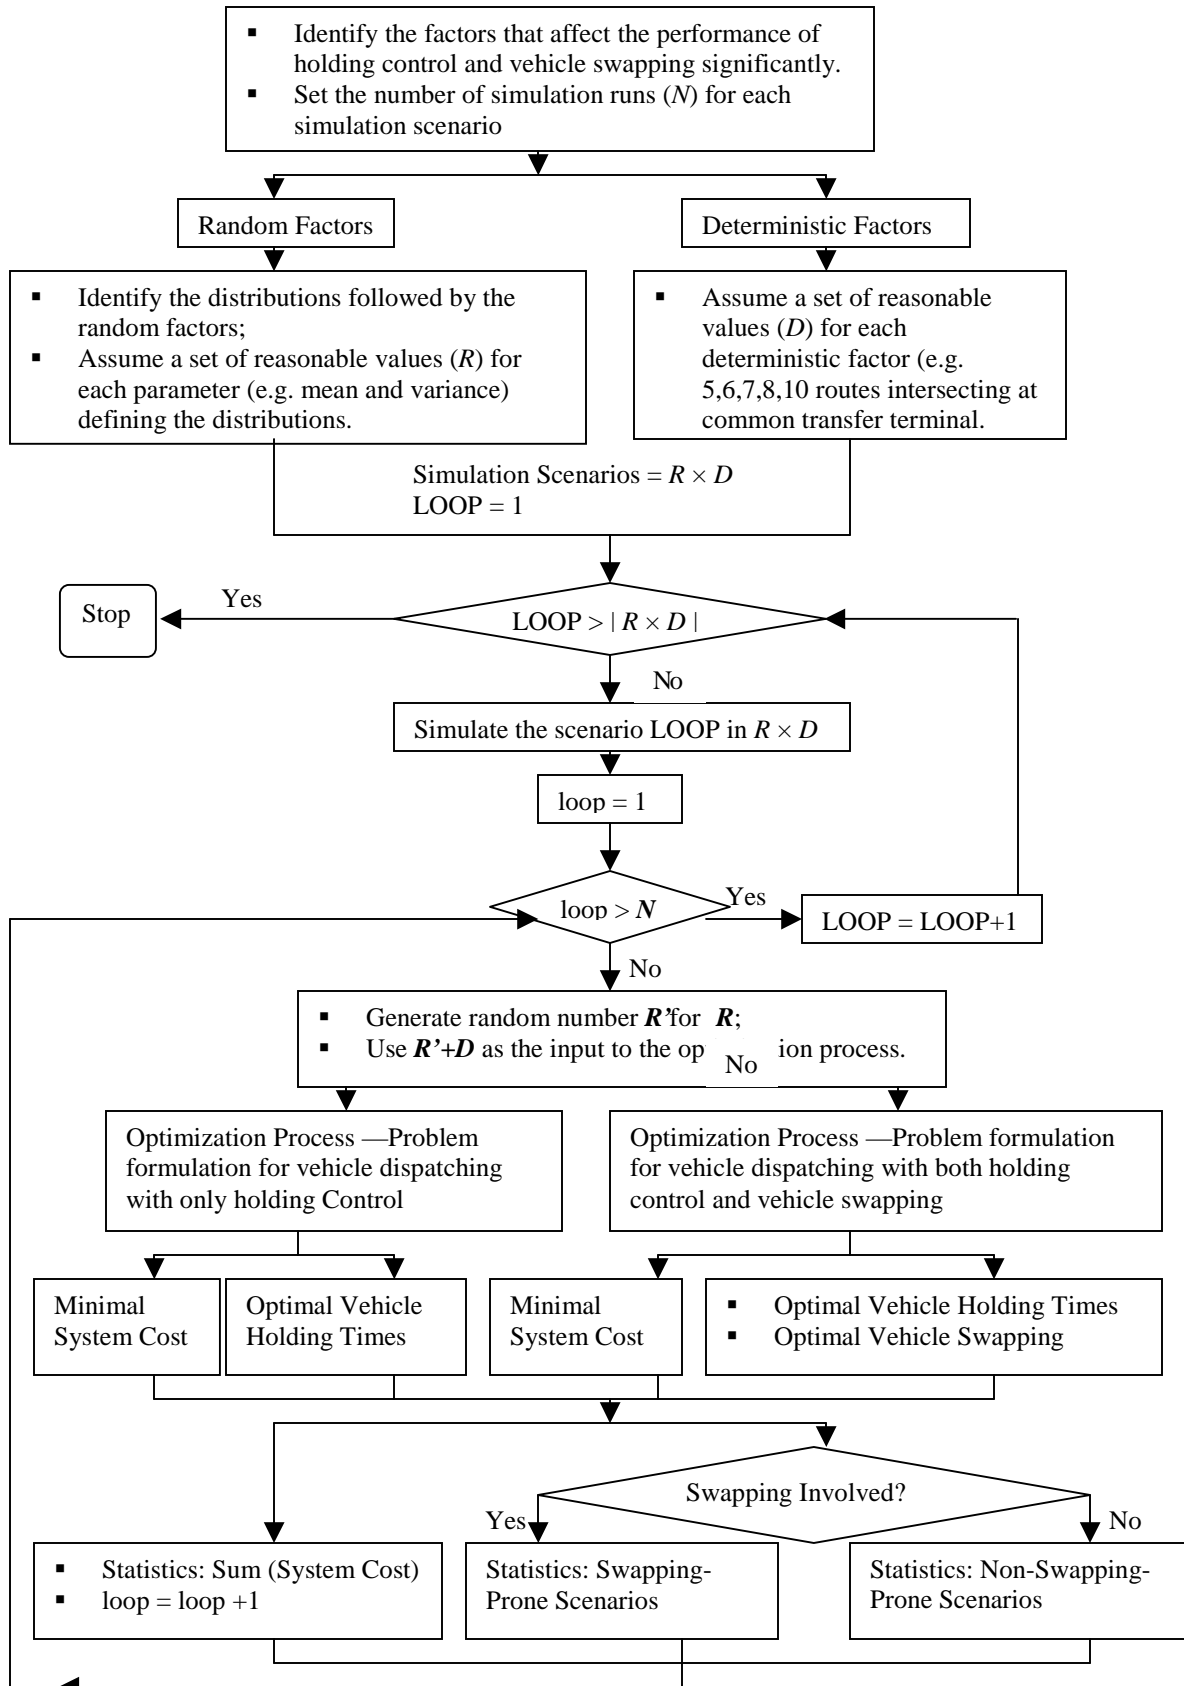 ▪ Identify the factors that affect the performance of
holding control and vehicle swapping significantly.
▪ Set the number of simulation runs (N) for each
simulation scenario
Random Factors
Deterministic Factors
▪ Identify the distributions followed by the
random factors;
▪ Assume a set of reasonable values (R) for
each parameter (e.g. mean and variance)
defining the distributions.
▪ Assume a set of reasonable
values (D) for each
deterministic factor (e.g.
5,6,7,8,10 routes intersecting at
common transfer terminal.
Simulation Scenarios = R × D
LOOP = 1
Stop
Yes
LOOP > | R × D |
No
Simulate the scenario LOOP in R × D
loop = 1
loop > N
Yes
LOOP = LOOP+1
No
▪ Generate random number R' for R;
▪ Use R'+D as the input to the op ion process.
No
Optimization Process —Problem
formulation for vehicle dispatching
with only holding Control
Optimization Process —Problem formulation
for vehicle dispatching with both holding
control and vehicle swapping
Minimal
System Cost
Optimal Vehicle
Holding Times
Minimal
System Cost
▪ Optimal Vehicle Holding Times
▪ Optimal Vehicle Swapping
Swapping Involved?
Yes
No
▪ Statistics: Sum (System Cost)
▪ loop = loop +1
Statistics: Swapping-
Prone Scenarios
Statistics: Non-Swapping-
Prone Scenarios